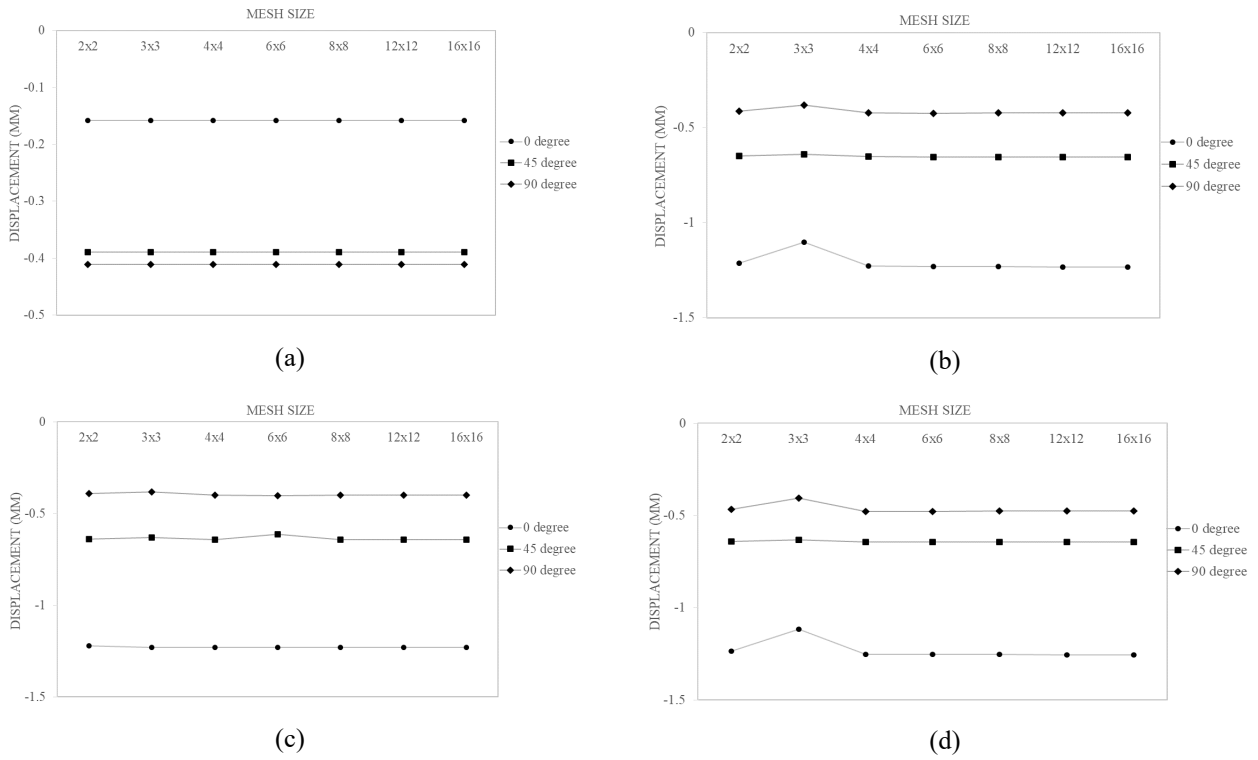 MESH SIZE
0
2x2 3x3 4x4 6x6 8x8 12x12 16x16
-0.1
-0.2
-0.3
-0.4
-0.5
DISPLACEMENT (MM)
0 degree
45 degree
90 degree
(a)
MESH SIZE
0
2x2 3x3 4x4 6x6 8x8 12x12 16x16
-0.5
-1
-1.5
DISPLACEMENT (MM)
0 degree
45 degree
90 degree
(b)
MESH SIZE
0
2x2 3x3 4x4 6x6 8x8 12x12 16x16
-0.5
-1
-1.5
DISPLACEMENT (MM)
0 degree
45 degree
90 degree
(c)
MESH SIZE
0
2x2 3x3 4x4 6x6 8x8 12x12 16x16
-0.5
-1
-1.5
DISPLACEMENT (MM)
0 degree
45 degree
90 degree
(d)